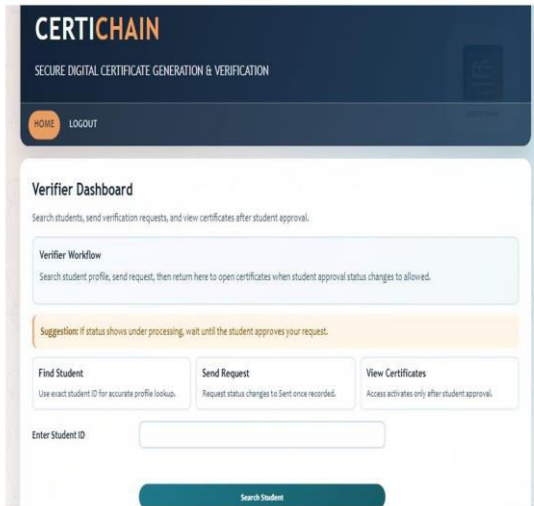 CERTICHAIN
SECURE DIGITAL CERTIFICATE GENERATION & VERIFICATION
HOME LOGOUT
Verifier Dashboard
Search students, send verification requests, and view certificates after student approval.
Verifier Workflow
Search student profile, send request, then return here to open certificates when student approval status changes to allowed.
Suggestion: If status shows under processing, wait until the student approves your request.
Find Student
Use exact student ID for accurate profile lookup.
Send Request
Request status changes to Sent once recorded.
View Certificates
Access activates only after student approval.
Enter Student ID
Search Student